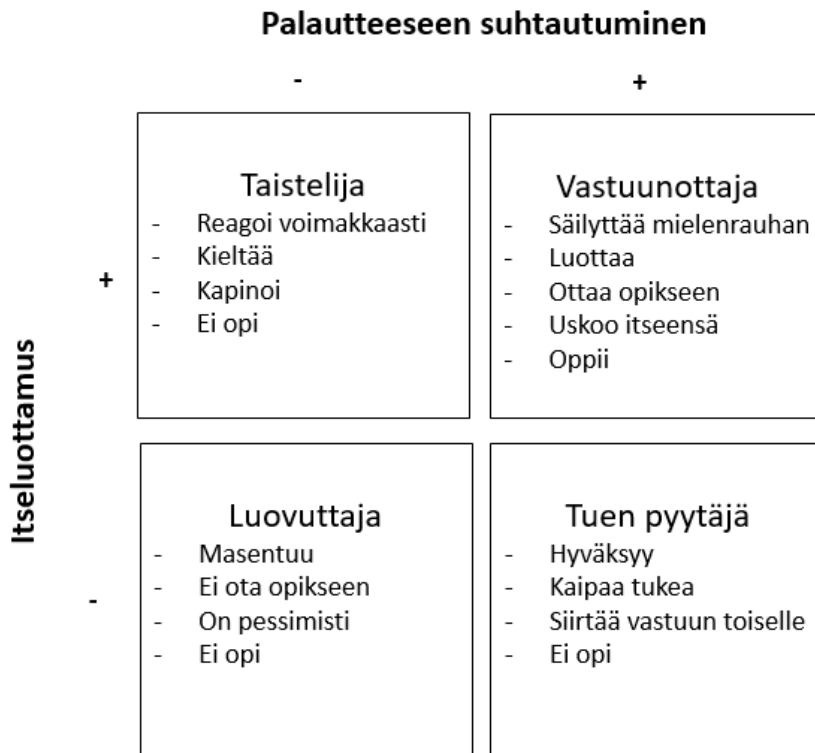 Palautteeseen suhtautuminen
- +
Taistelija
- Reagoi voimakkaasti
- Kieltää
- Kapinoi
- Ei opi
Vastuunottaja
- Säilyttää mielenrauhan
- Luottaa
- Ottaa opikseen
- Uskoo itseensä
- Oppii
+
Itseluottamus
-
Luovuttaja
- Masentuu
- Ei ota opikseen
- On pessimisti
- Ei opi
Tuen pyytäjä
- Hyväksyy
- Kaipaa tukea
- Siirtää vastuun toiselle
- Ei opi